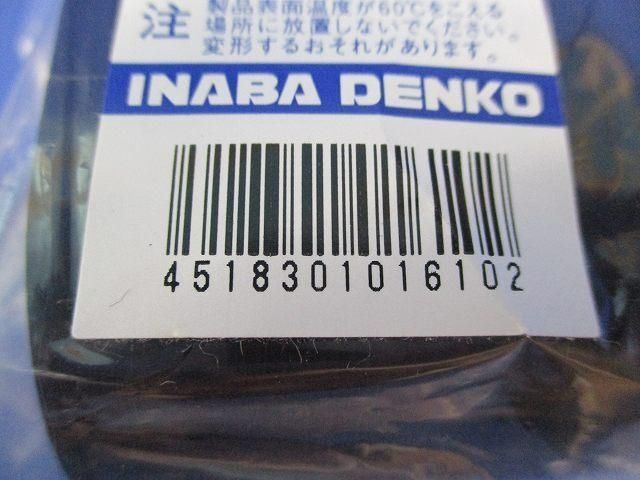 注
製品表面温度が60℃をこえる
場所に放置しないでください。
変形するおそれがあります。
INABA DENKO
4518301016102